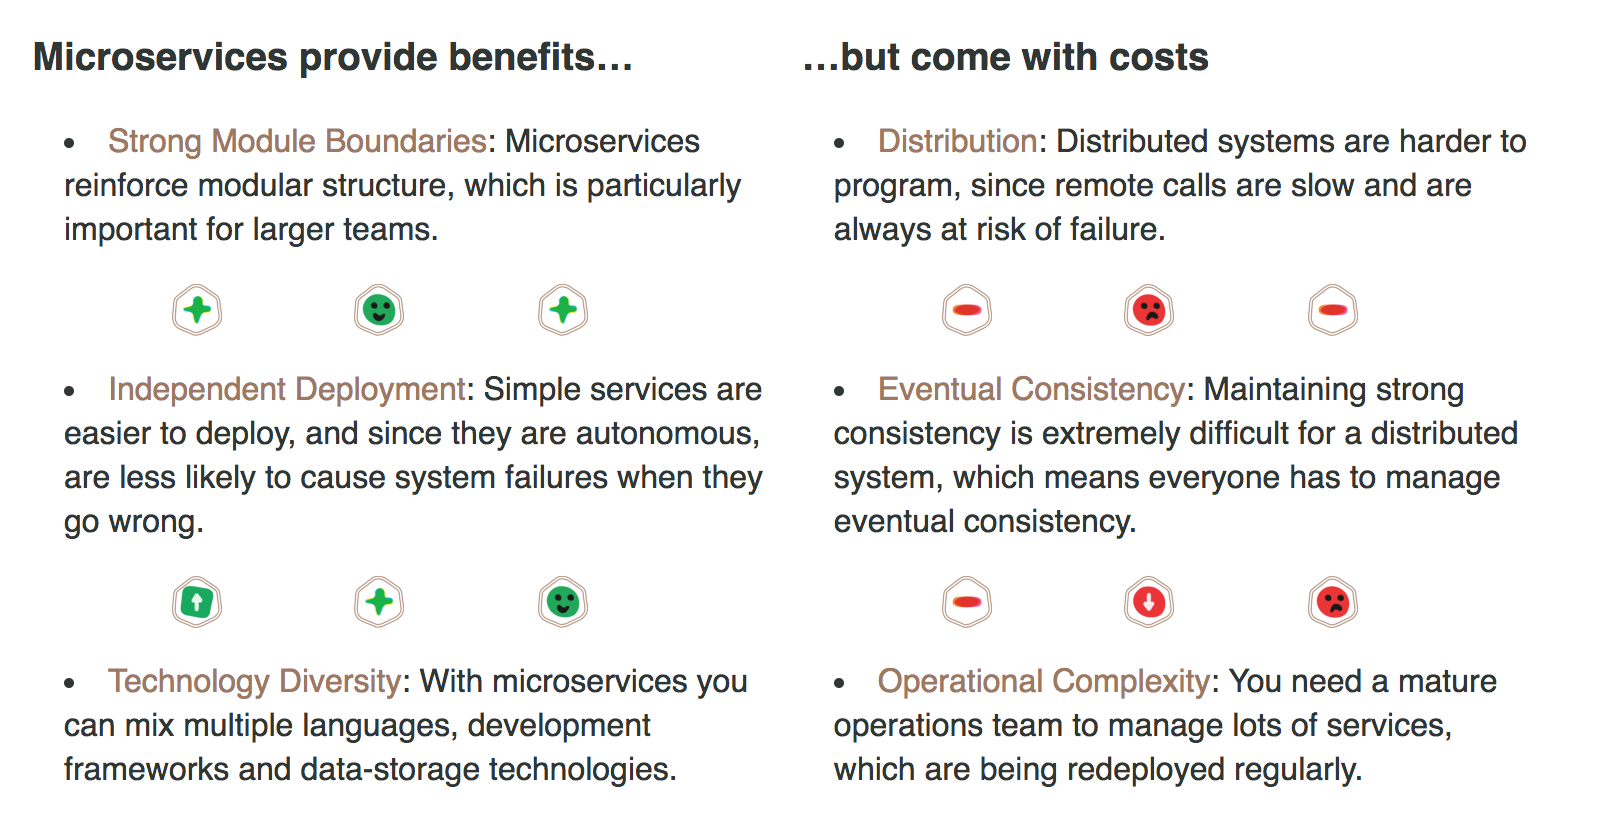 Microservices provide benefits…
• Strong Module Boundaries: Microservices
reinforce modular structure, which is particularly
important for larger teams.
• Independent Deployment: Simple services are
easier to deploy, and since they are autonomous,
are less likely to cause system failures when they
go wrong.
• Technology Diversity: With microservices you
can mix multiple languages, development
frameworks and data-storage technologies.
…but come with costs
• Distribution: Distributed systems are harder to
program, since remote calls are slow and are
always at risk of failure.
• Eventual Consistency: Maintaining strong
consistency is extremely difficult for a distributed
system, which means everyone has to manage
eventual consistency.
• Operational Complexity: You need a mature
operations team to manage lots of services,
which are being redeployed regularly.